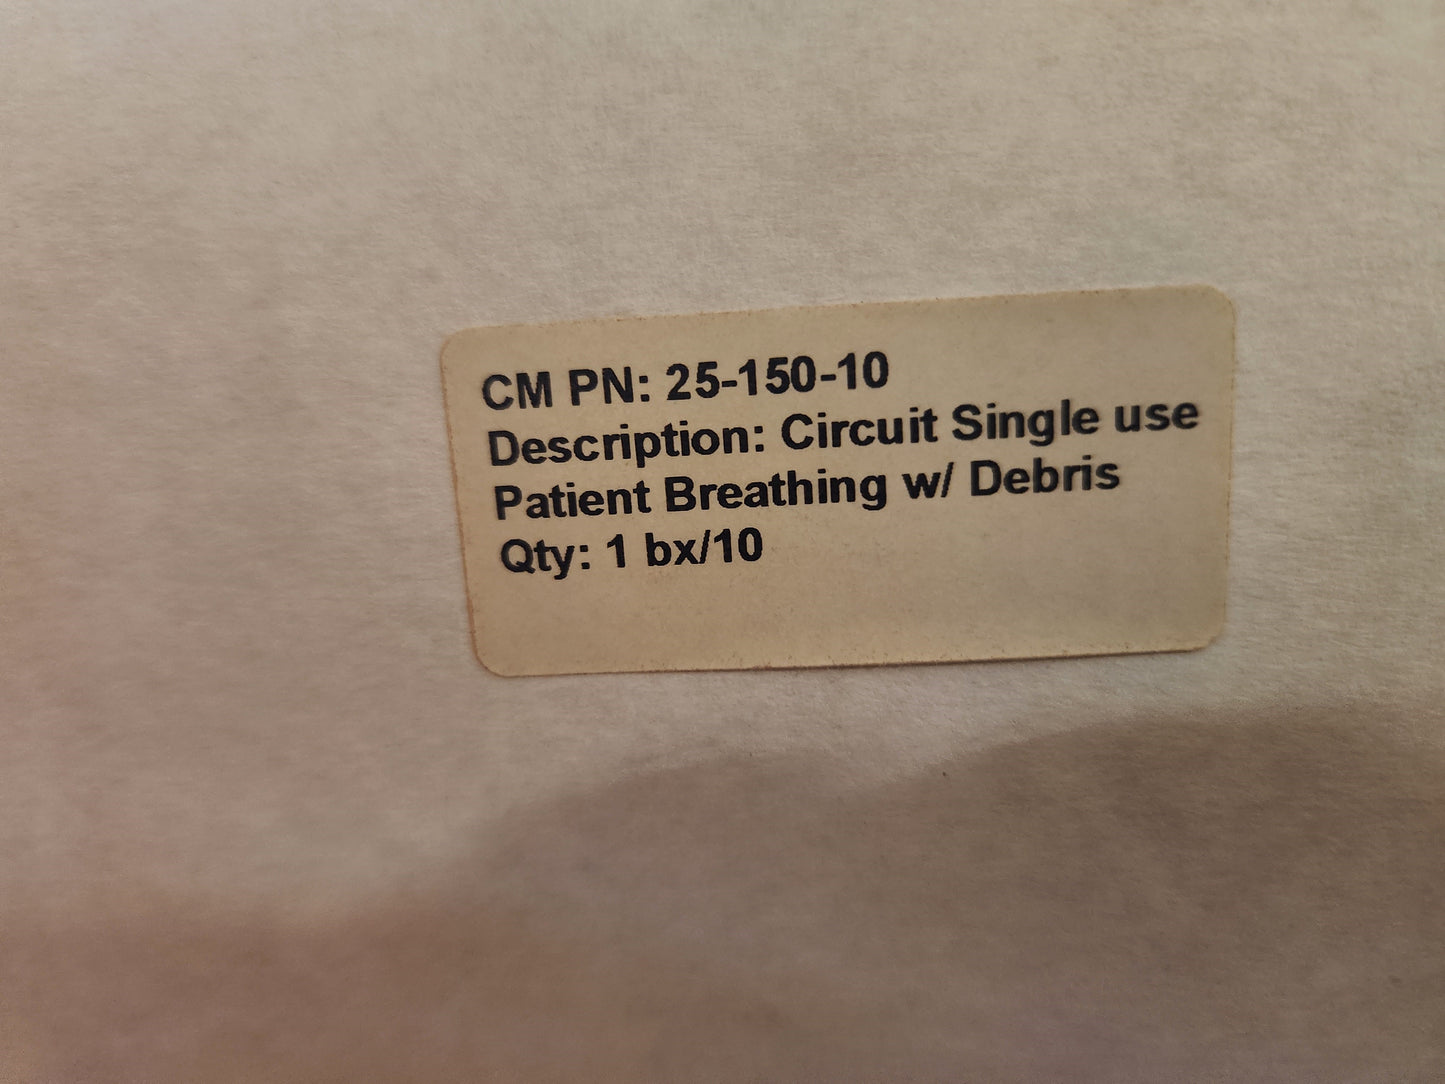 CM PN: 25-150-10
Description: Circuit Single use
Patient Breathing w/ Debris
Qty: 1 bx/10